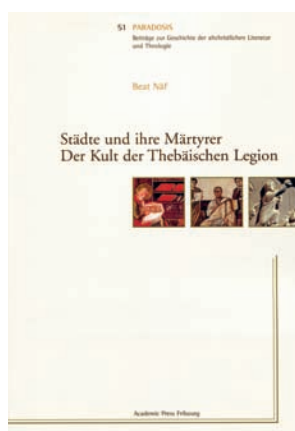 51 PARADOSIS
Beiträge zur Geschichte der altchristlichen Literatur
und Theologie
Beat Näf
Städte und ihre Märtyrer
Der Kult der Thebäischen Legion
Academic Press Fribourg